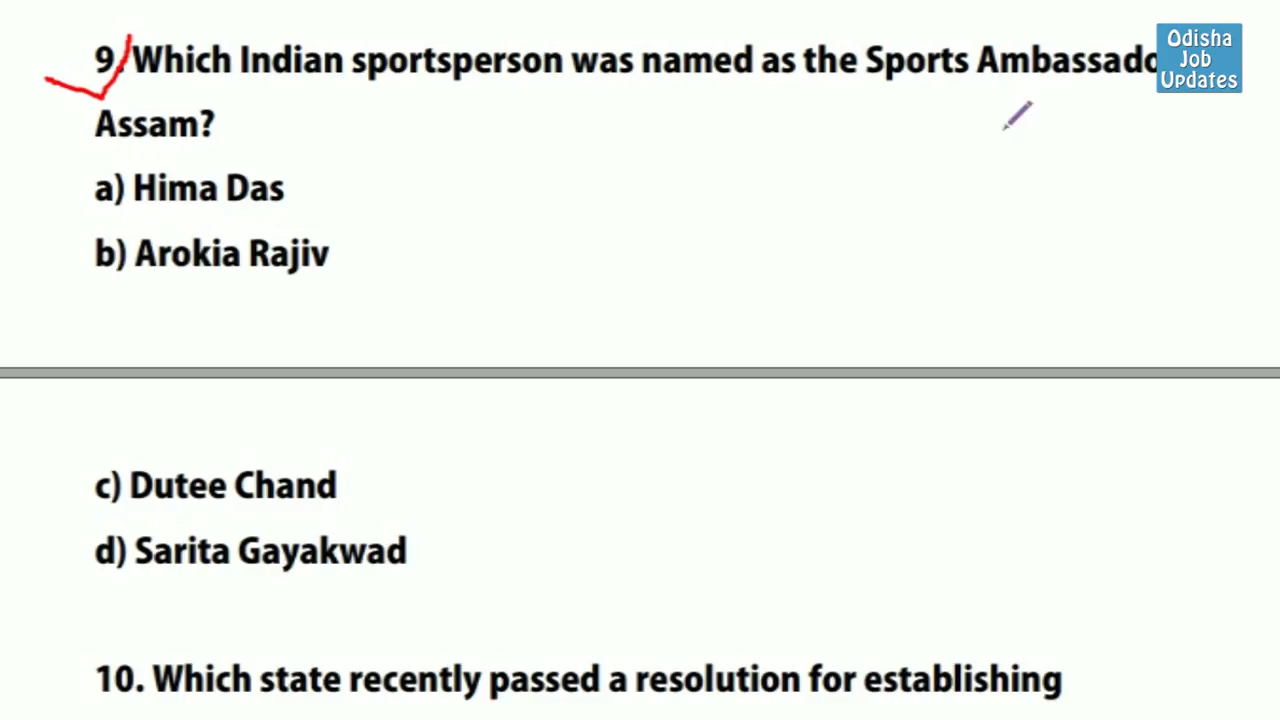 9. Which Indian sportsperson was named as the Sports Ambassado
Odisha
Job
Updates
Assam?
a) Hima Das
b) Arokia Rajiv
c) Dutee Chand
d) Sarita Gayakwad
10. Which state recently passed a resolution for establishing